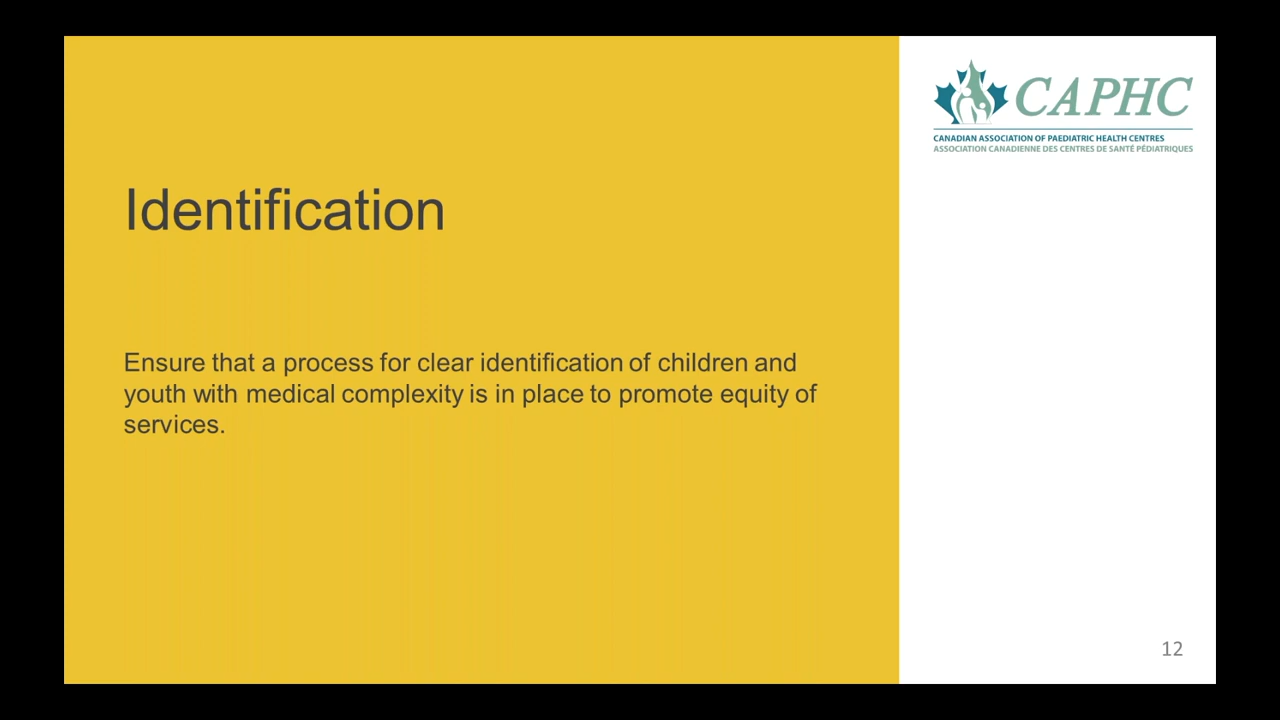 CAPHC
CANADIAN ASSOCIATION OF PAEDIATRIC HEALTH CENTRES
ASSOCIATION CANADIENNE DES CENTRES DE SANTÉ PÉDIATRIQUES
Identification
Ensure that a process for clear identification of children and
youth with medical complexity is in place to promote equity of
services.
12